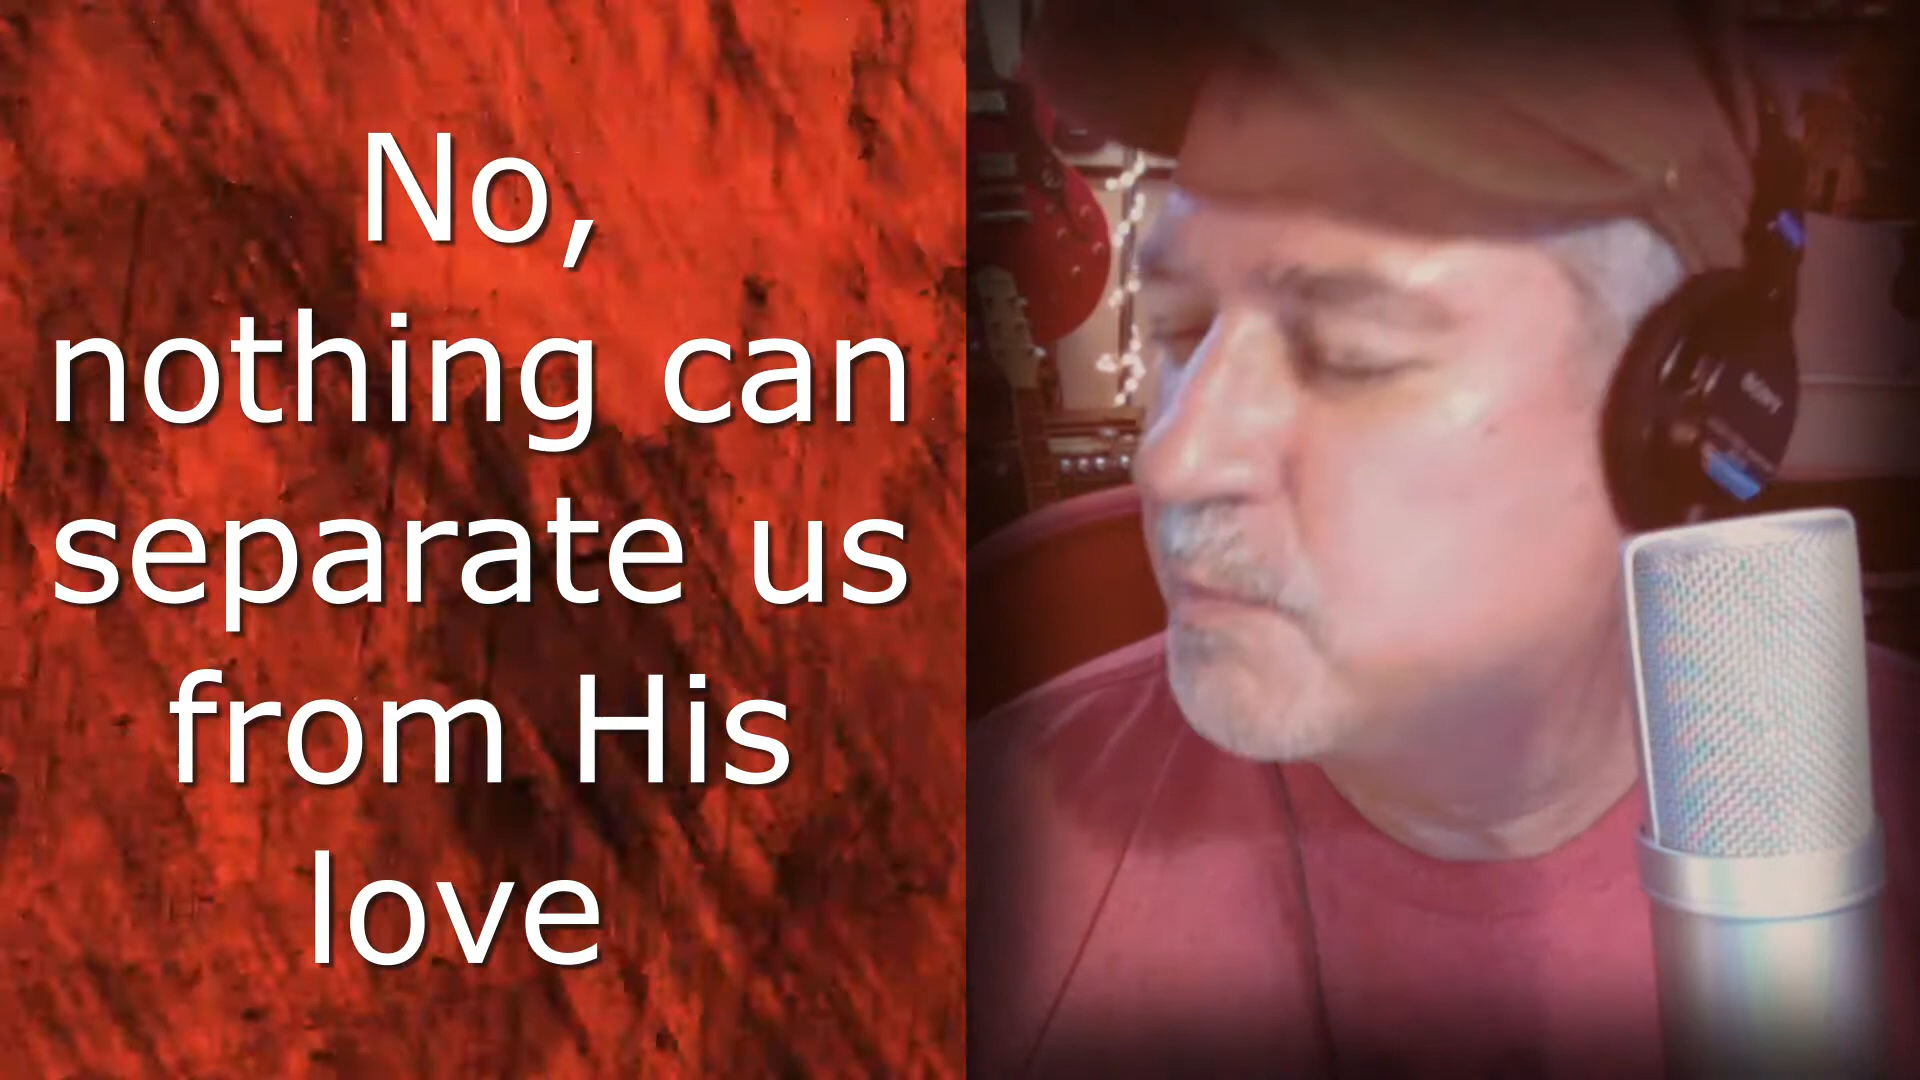 No,
nothing can
separate us
from His
love